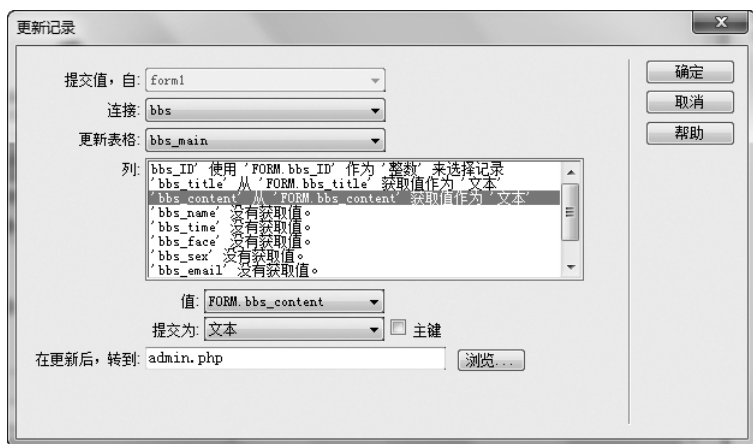 更新记录
提交值，自: form1
确定
连接: bbs
取消
更新表格: bbs_main
帮助
列: bbs_ID' 使用 'FORM.bbs_ID' 作为 '整数' 来选择记录
'bbs_title' 从 'FORM.bbs_title' 获取值作为 '文本'
'bbs_content' 从 'FORM.bbs_content' 获取值作为 '文本'
'bbs_name' 没有获取值。
'bbs_time' 没有获取值。
'bbs_face' 没有获取值。
'bbs_sex' 没有获取值。
'bbs_email' 没有获取值。
值: FORM.bbs_content
提交为: 文本 主键
在更新后，转到: admin.php 浏览...